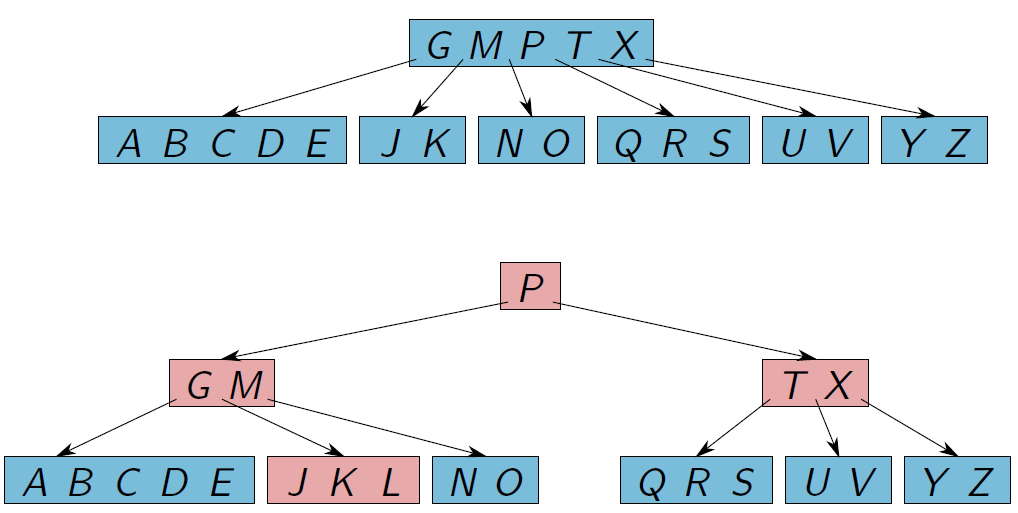 G M P T X
A B C D E J K N O Q R S U V Y Z
P
G M T X
A B C D E J K L N O Q R S U V Y Z